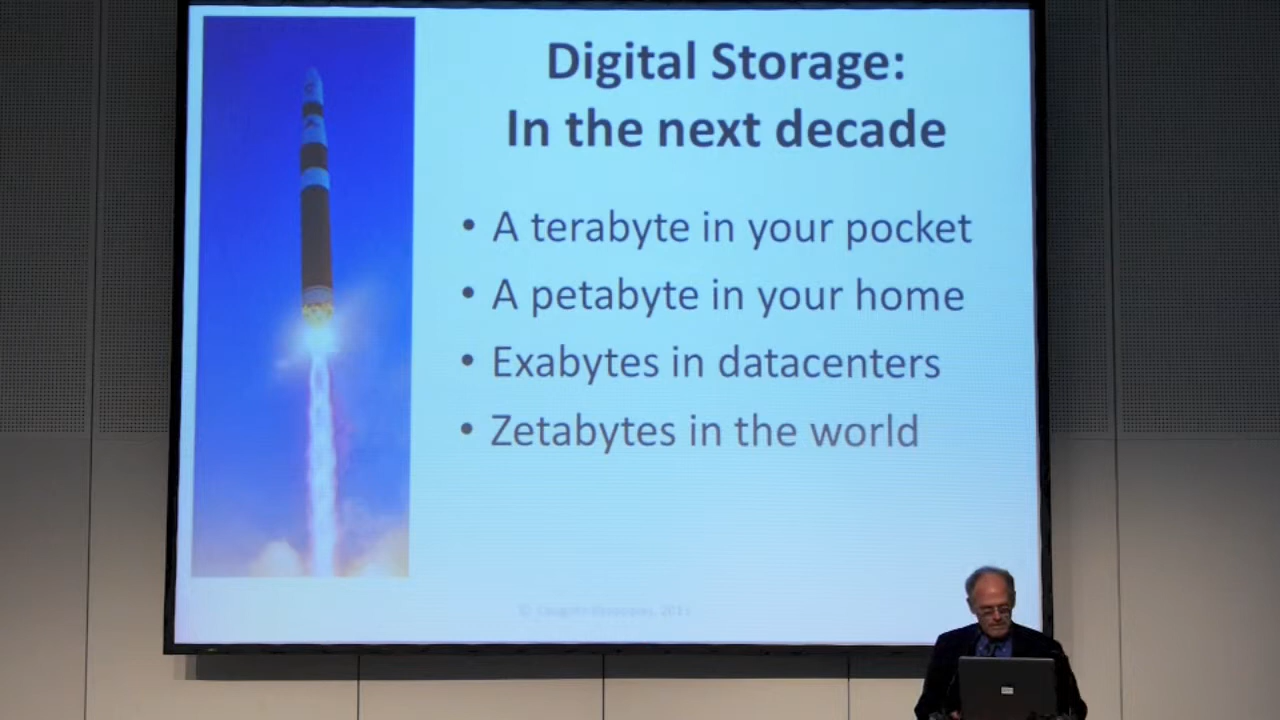 Digital Storage:
In the next decade
• A terabyte in your pocket
• A petabyte in your home
• Exabytes in datacenters
• Zetabytes in the world